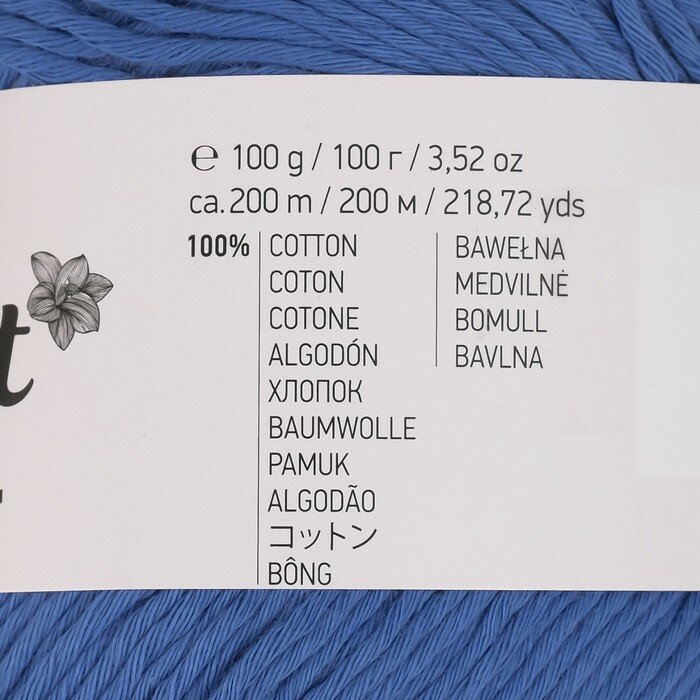 ℮ 100 g / 100 г / 3,52 oz
ca.200 m / 200 м / 218,72 yds
100%
COTTON
COTON
COTONE
ALGODÓN
ХЛОПОК
BAUMWOLLE
PAMUK
ALGODÃO
コットン
BÔNG
BAWEŁNA
MEDVILNĖ
BOMULL
BAVLNA
t